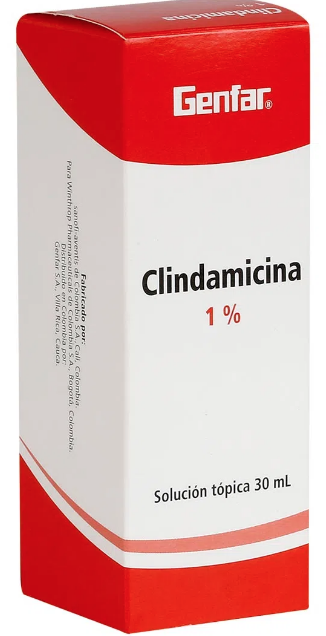 Clindamicina
Genfar®
Clindamicina
1 %
Solución tópica 30 mL
Fabricado por:
sanofi-aventis de Colombia S.A., Cali, Colombia.
Para Winthrop Pharmaceuticals de Colombia S.A., Bogotá, Colombia.
Distribuido en Colombia por:
Genfar S.A., Villa Rica, Cauca.